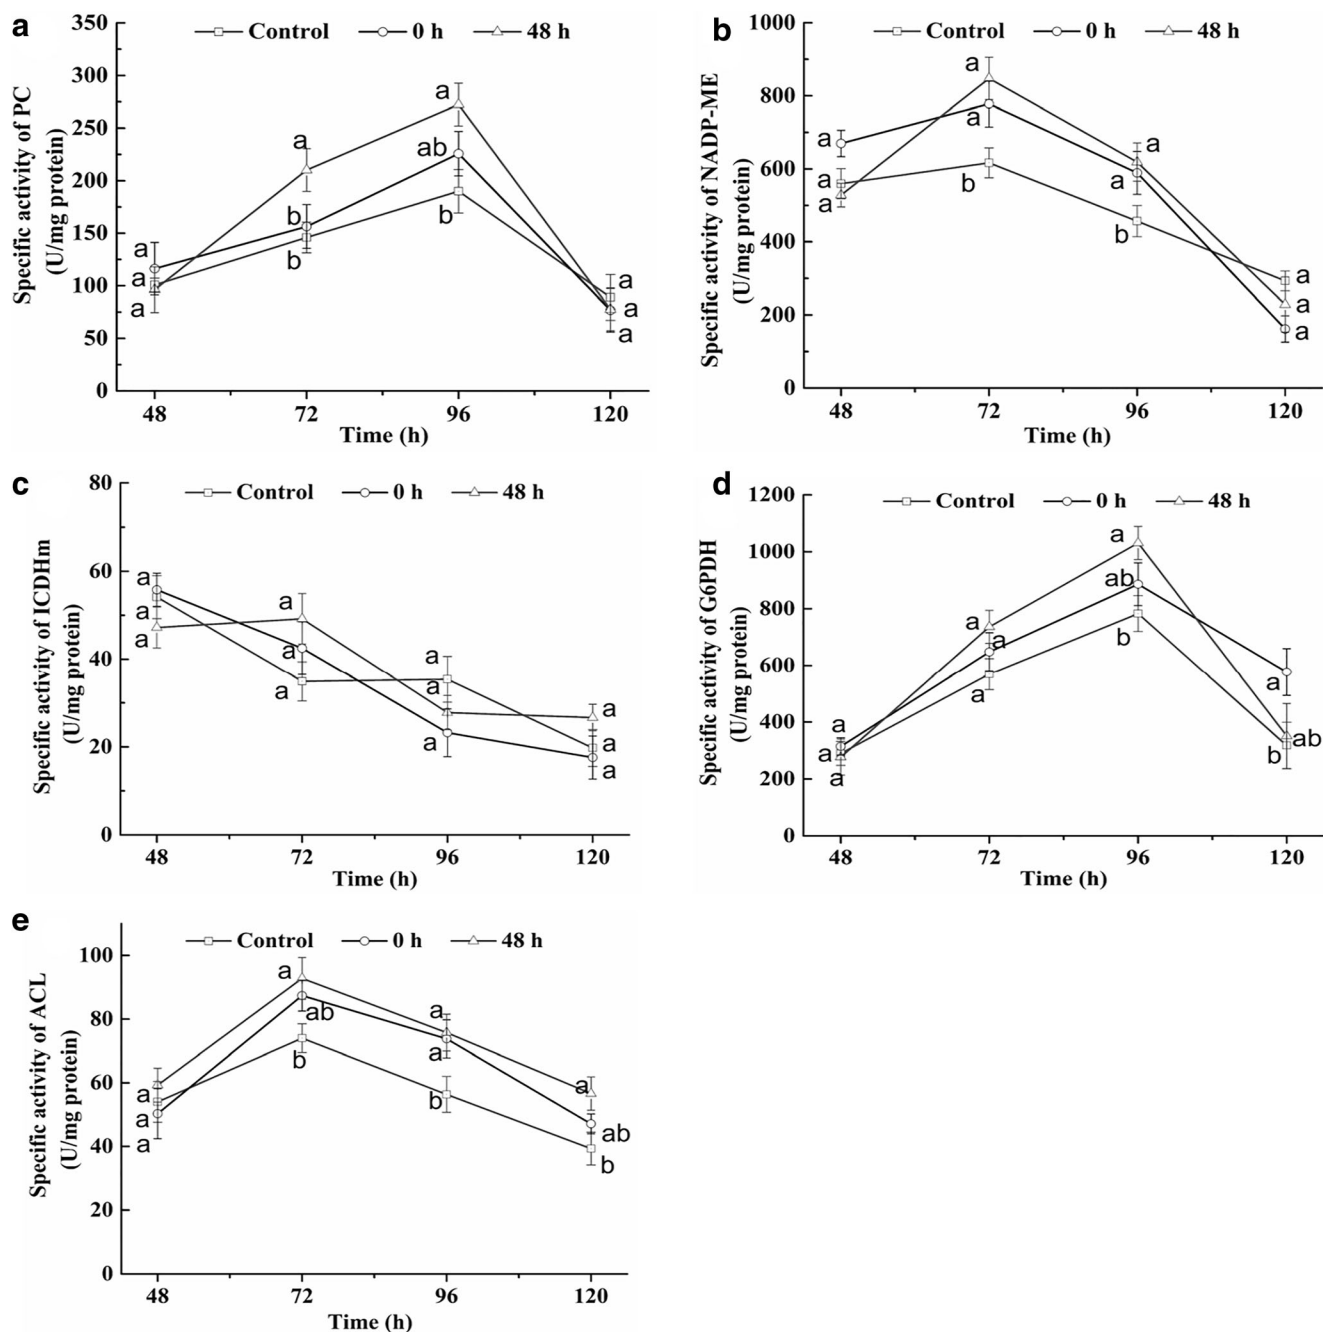 a
Control 0 h 48 h
Specific activity of PC
(U/mg protein)
350
300
250
200
150
100
50
0
a
a
a
b
b
a
a
ab
b
a
a
a
48 72 96 120
Time (h)
b
Control 0 h 48 h
Specific activity of NADP-ME
(U/mg protein)
1000
800
600
400
200
0
a
a
a
a
a
b
a
a
b
a
a
a
48 72 96 120
Time (h)
c
Control 0 h 48 h
Specific activity of ICDHm
(U/mg protein)
80
60
40
20
0
a
a
a
a
a
a
a
a
a
a
a
a
48 72 96 120
Time (h)
d
Control 0 h 48 h
Specific activity of G6PDH
(U/mg protein)
1200
1000
800
600
400
200
0
a
a
a
a
a
a
a
ab
b
a
ab
b
48 72 96 120
Time (h)
e
Control 0 h 48 h
Specific activity of ACL
(U/mg protein)
100
80
60
40
20
0
a
a
a
a
ab
b
a
a
b
a
ab
b
48 72 96 120
Time (h)